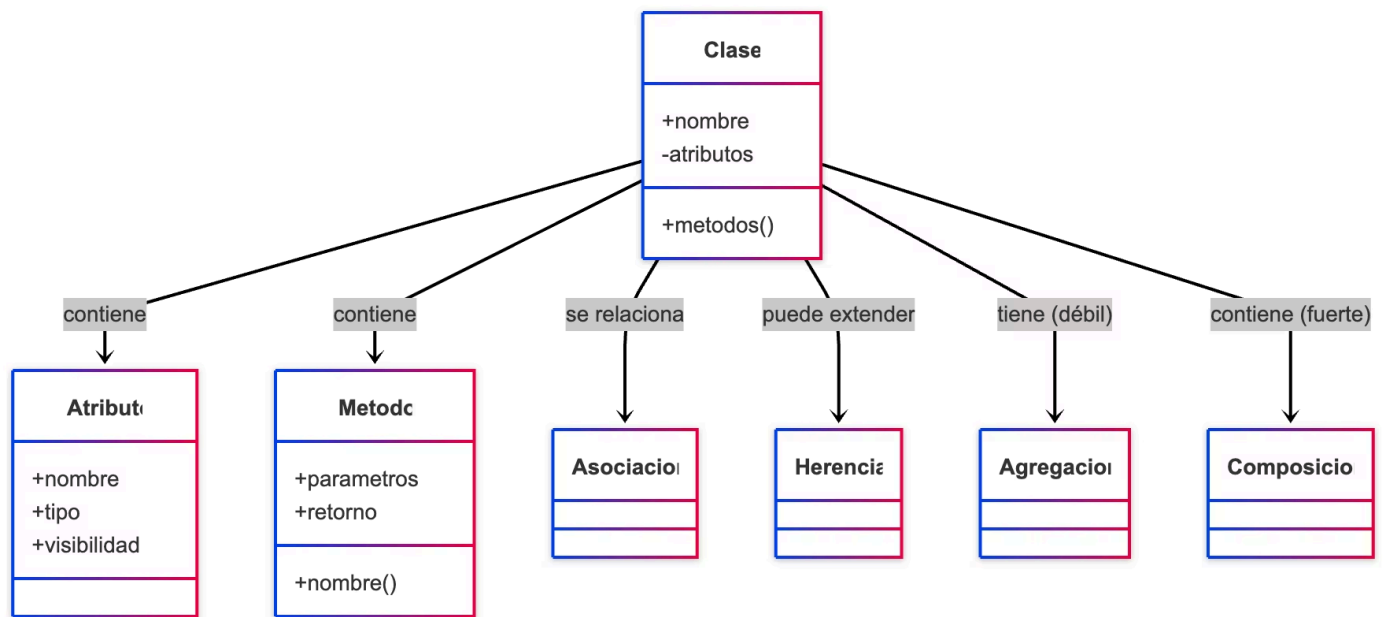 Clase
+nombre
-atributos
+metodos()
contiene
contiene
se relaciona
puede extender
tiene (débil)
contiene (fuerte)
Atribut
+nombre
+tipo
+visibilidad
Metodo
+parametros
+retorno
+nombre()
Asociacio
Herencia
Agregacio
Composicio